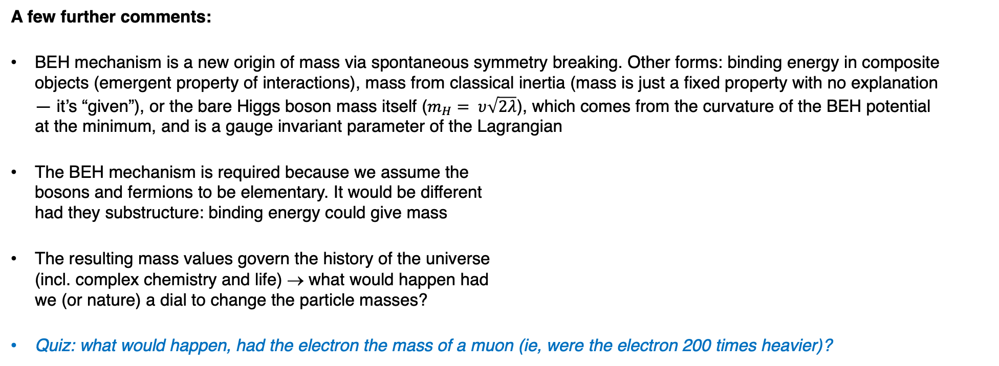 A few further comments:
• BEH mechanism is a new origin of mass via spontaneous symmetry breaking. Other forms: binding energy in composite
objects (emergent property of interactions), mass from classical inertia (mass is just a fixed property with no explanation
— it’s “given”), or the bare Higgs boson mass itself (m_H = υ√2λ), which comes from the curvature of the BEH potential
at the minimum, and is a gauge invariant parameter of the Lagrangian
• The BEH mechanism is required because we assume the
bosons and fermions to be elementary. It would be different
had they substructure: binding energy could give mass
• The resulting mass values govern the history of the universe
(incl. complex chemistry and life) → what would happen had
we (or nature) a dial to change the particle masses?
• Quiz: what would happen, had the electron the mass of a muon (ie, were the electron 200 times heavier)?